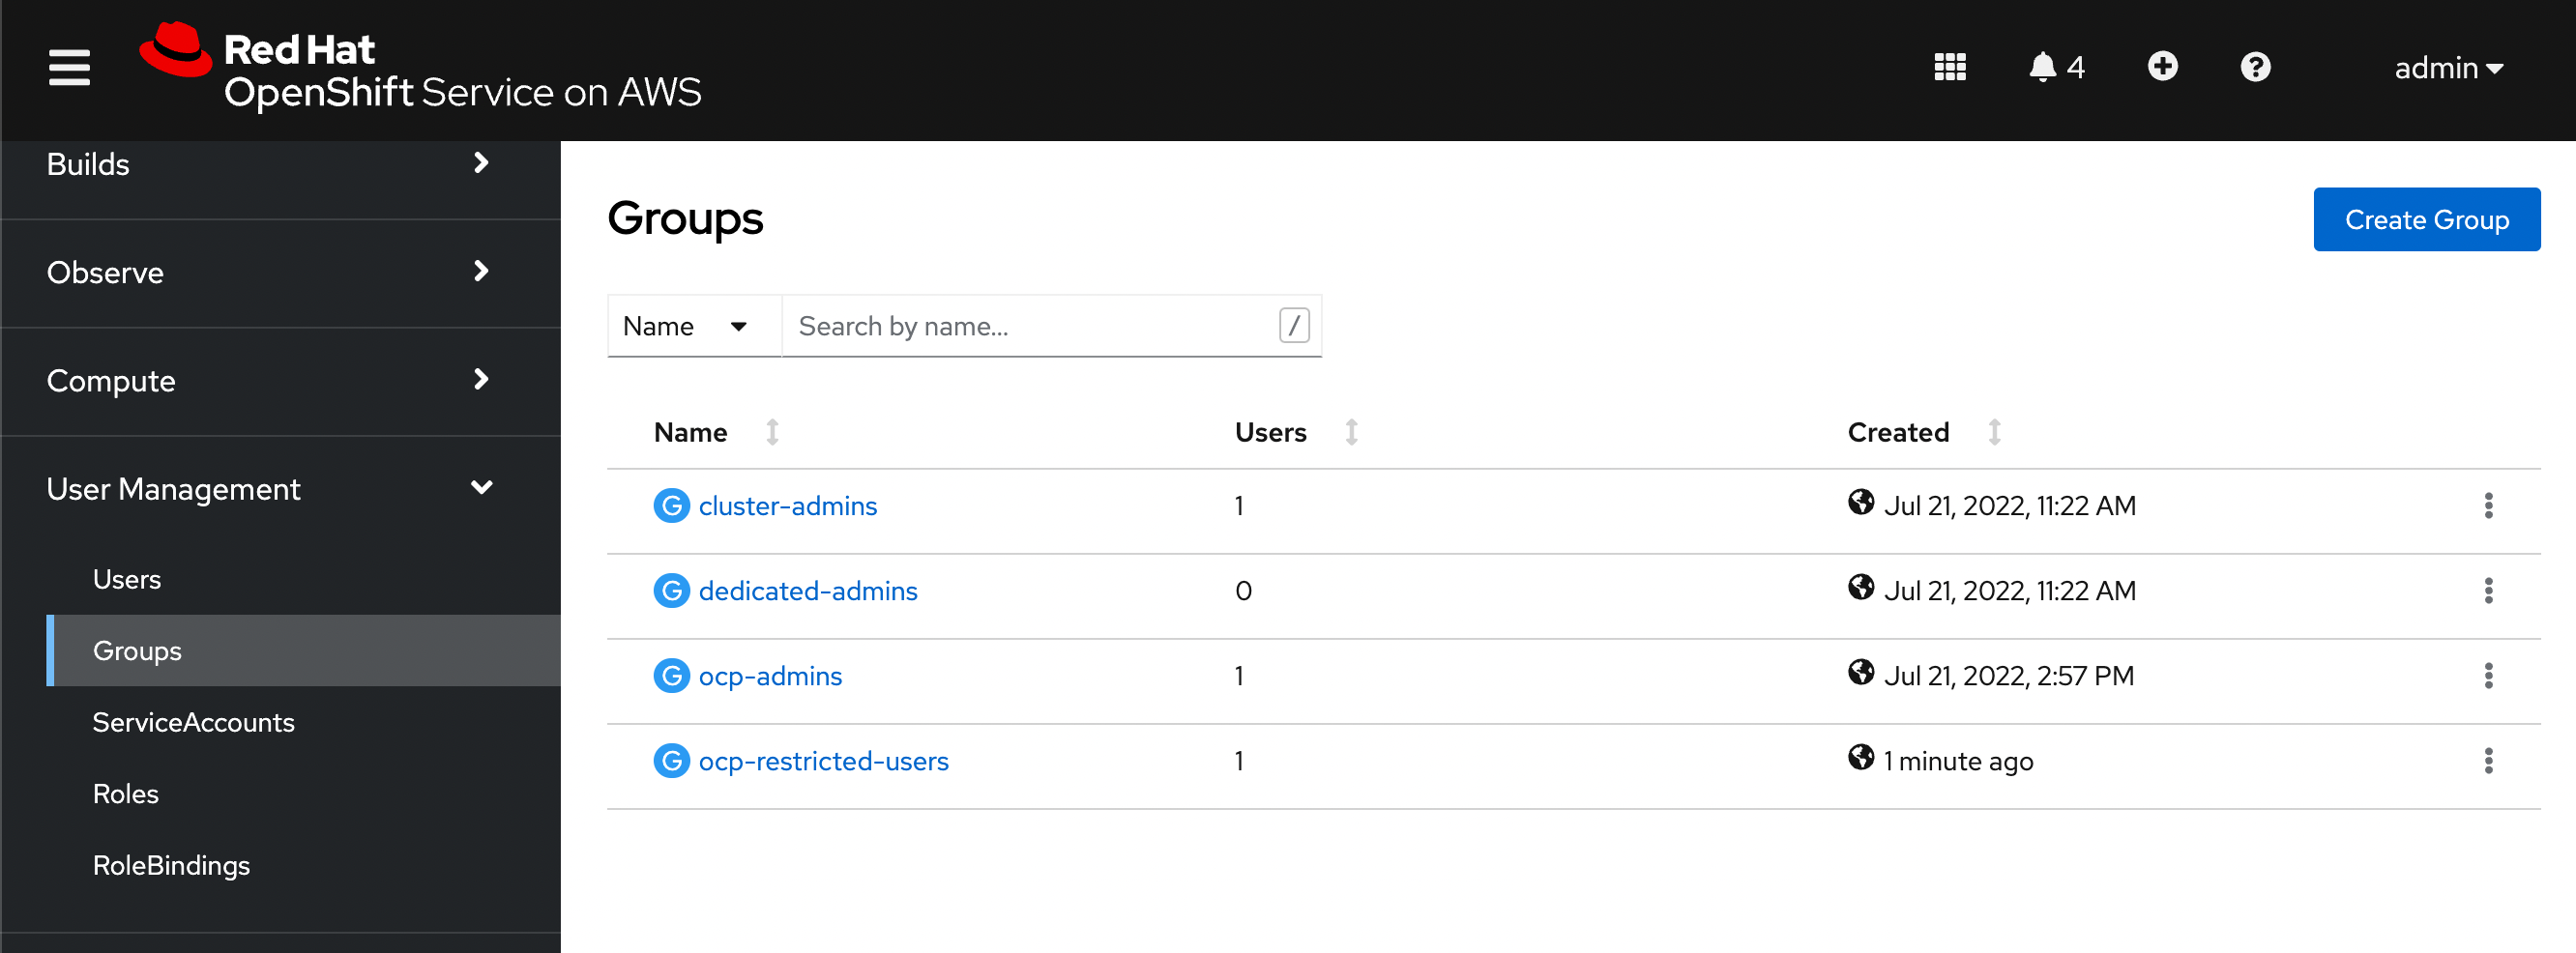 Red Hat
OpenShift Service on AWS
4
admin
Builds
Observe
Compute
User Management
Users
Groups
ServiceAccounts
Roles
RoleBindings
Groups
Create Group
Name
Search by name...
/
Name Users Created
G cluster-admins 1 Jul 21, 2022, 11:22 AM
G dedicated-admins 0 Jul 21, 2022, 11:22 AM
G ocp-admins 1 Jul 21, 2022, 2:57 PM
G ocp-restricted-users 1 1 minute ago